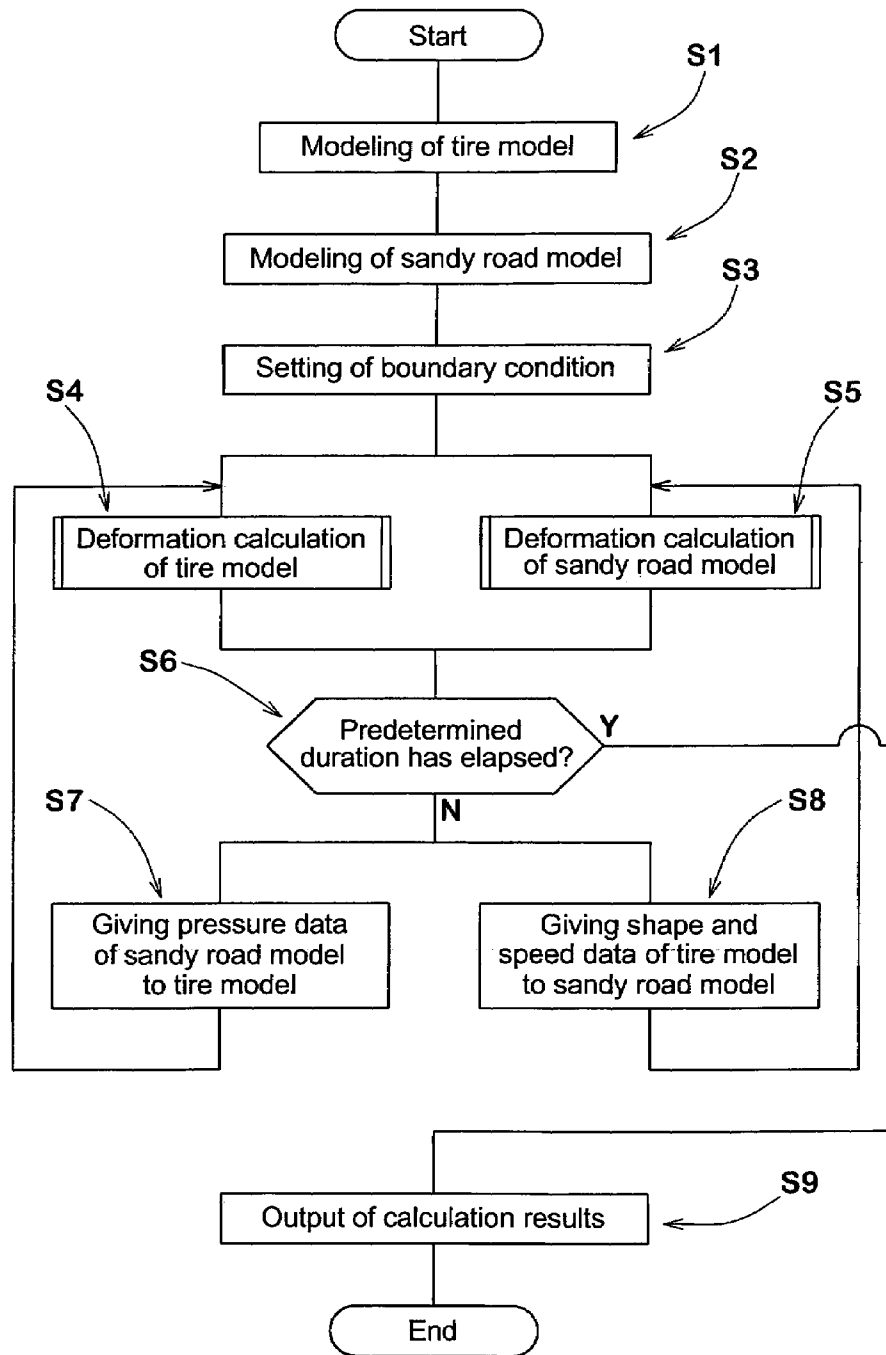 Start
S1
Modeling of tire model
S2
Modeling of sandy road model
S3
Setting of boundary condition
S4
S5
Deformation calculation
of tire model
Deformation calculation
of sandy road model
S6
Predetermined
duration has elapsed?
Y
N
S7
S8
Giving pressure data
of sandy road model
to tire model
Giving shape and
speed data of tire model
to sandy road model
S9
Output of calculation results
End